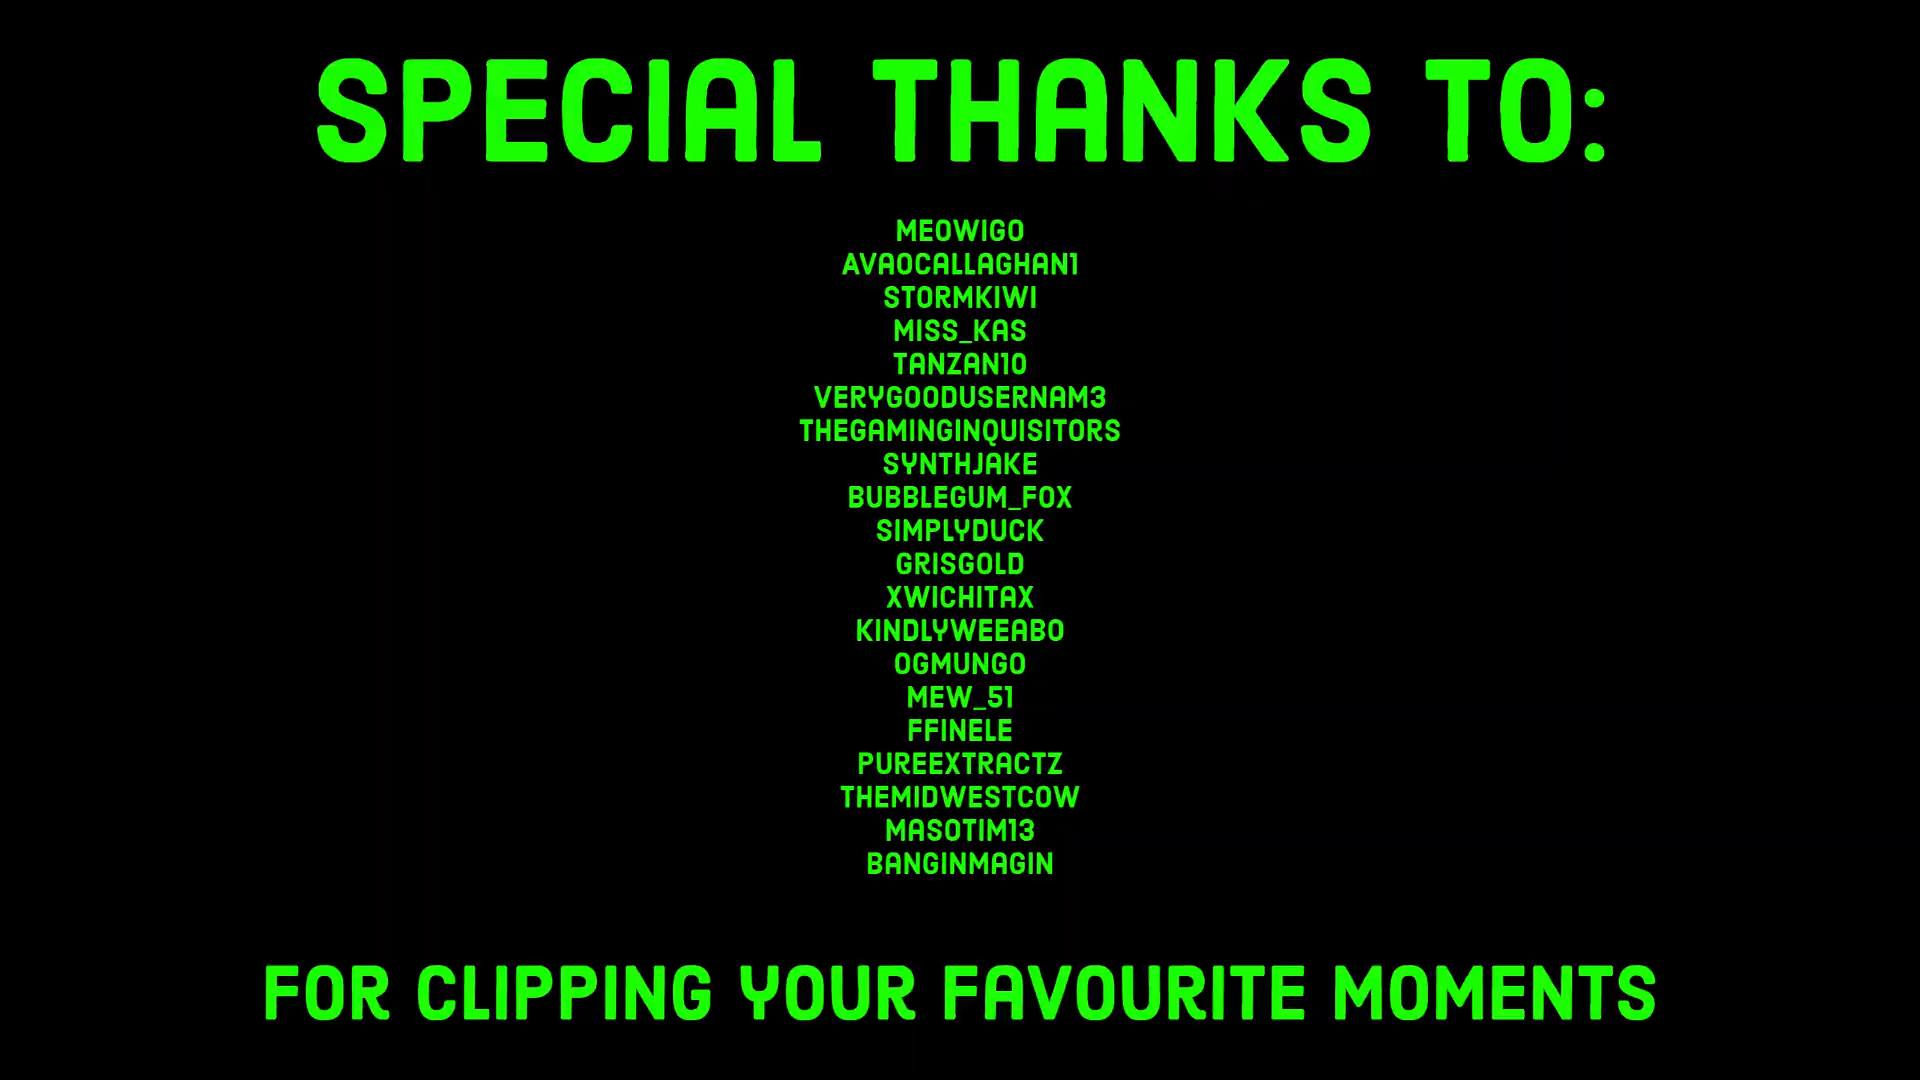 SPECIAL THANKS TO:
MEOWIGO
AVAOCALLAGHAN1
STORMKIWI
MISS_KAS
TANZAN10
VERYGOODUSERNAM3
THEGAMINGINQUISITORS
SYNTHJAKE
BUBBLEGUM_FOX
SIMPLYDUCK
GRISGOLD
XWICHITAX
KINDLYWEEABO
OGMUNGO
MEW_51
FFINELE
PUREEXTRACTZ
THEMIDWESTCOW
MASOTIM13
BANGINMAGIN
FOR CLIPPING YOUR FAVOURITE MOMENTS